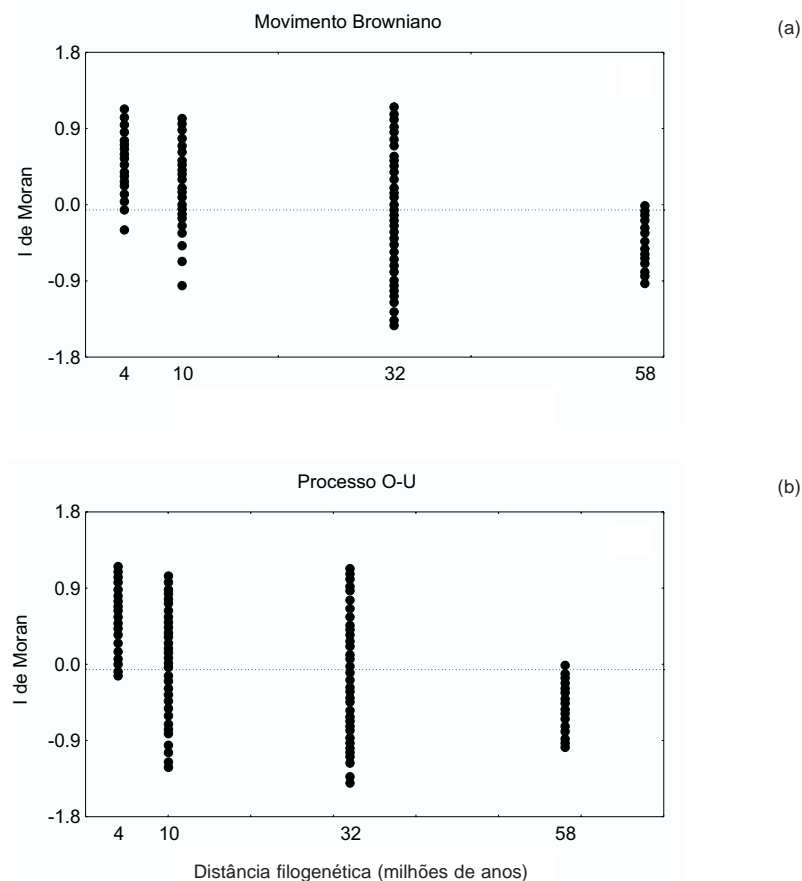 Movimento Browniano
(a)
I de Moran
1.8
0.9
0.0
-0.9
-1.8
4 10 32 58
Processo O-U
(b)
I de Moran
1.8
0.9
0.0
-0.9
-1.8
4 10 32 58
Distância filogenética (milhões de anos)